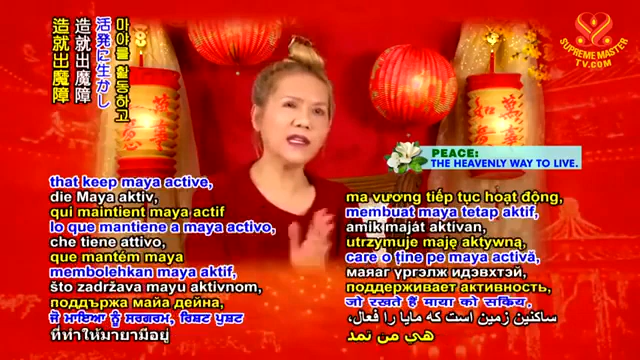 마야를 활동하고
活発に生かし
造就出魔障
造就出魔障
SUPREME MASTER
TV.COM
PEACE:
THE HEAVENLY WAY TO LIVE.
that keep maya active,
die Maya aktiv,
qui maintient maya actif
lo que mantiene a maya activo,
che tiene attivo,
que mantém maya
membolehkan maya aktif,
što zadržava mayu aktivnom,
поддържа майа дейна,
ਜੋ ਮਾਇਆ ਨੂੰ ਸਰਗਰਮ, ਰਿਸ਼ਟ ਪੁਸ਼ਟ
ที่ทำให้มายามีอยู่
ma vương tiếp tục hoạt động,
membuat maya tetap aktif,
amik maját aktívan,
utrzymuje maję aktywną,
care o ține pe maya activă,
маяаг үргэлж идэвхтэй,
поддерживает активность,
जो रखते हैं माया को सक्रिय,
ساکنین زمین است که مایا را فعال،
هي من تمد